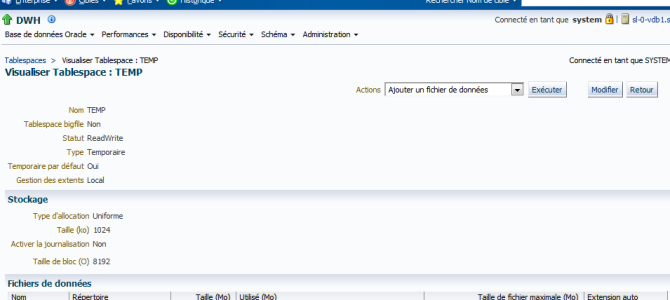 Enterprise Cibles Favoris Historique Rechercher Nom de cible
DWH
Connecté en tant que system sl-0-vdb1.s
Base de données Oracle Performances Disponibilité Sécurité Schéma Administration
Tablespaces > Visualiser Tablespace : TEMP Connecté en tant que SYSTEM
Visualiser Tablespace : TEMP
Actions Ajouter un fichier de données Exécuter Modifier Retour
Nom TEMP
Tablespace bigfile Non
Statut ReadWrite
Type Temporaire
Temporaire par défaut Oui
Gestion des extents Local
Stockage
Type d'allocation Uniforme
Taille (ko) 1024
Activer la journalisation Non
Taille de bloc (O) 8192
Fichiers de données
Nom Répertoire Taille (Mo) Utilisé (Mo) Taille de fichier maximale (Mo) Extension auto